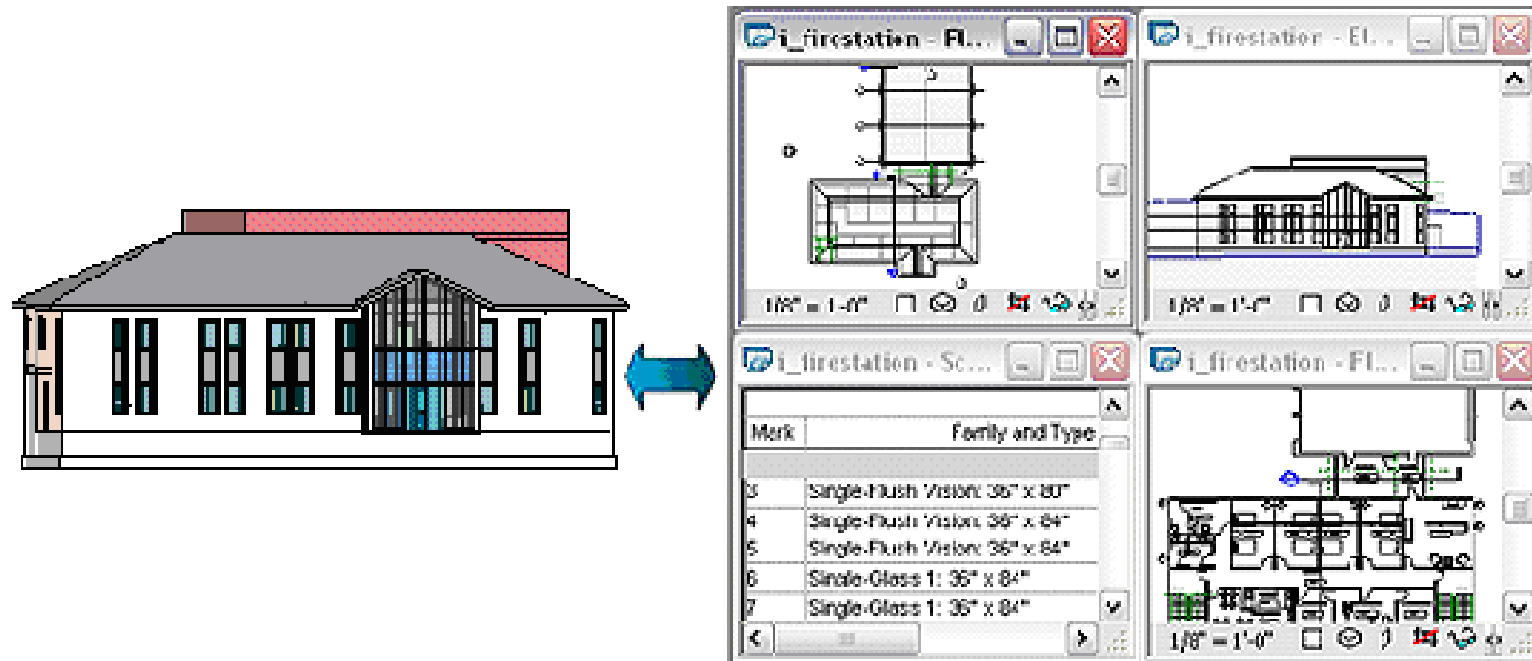 i_firestation - Fl...
i_firestation - El...
1/8" = 1'-0"
1/8" = 1'-0"
i_firestation - Sc...
i_firestation - Fl...
Mark Family and Type
3 Single-Flush Vision: 36" x 80"
4 Single-Flush Vision: 36" x 84"
5 Single-Flush Vision: 36" x 84"
6 Single-Glass 1: 36" x 84"
7 Single-Glass 1: 36" x 84"
1/8" = 1'-0"